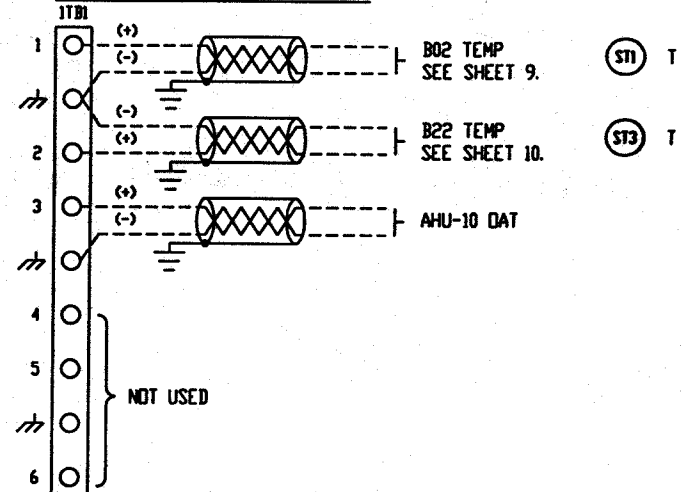 1TB1
1 (+) B02 TEMP ST1 T
(-) SEE SHEET 9.
(-) B22 TEMP ST3 T
2 (+) SEE SHEET 10.
3 (+)
(-) AHU-10 OAT
4
5
NOT USED
6